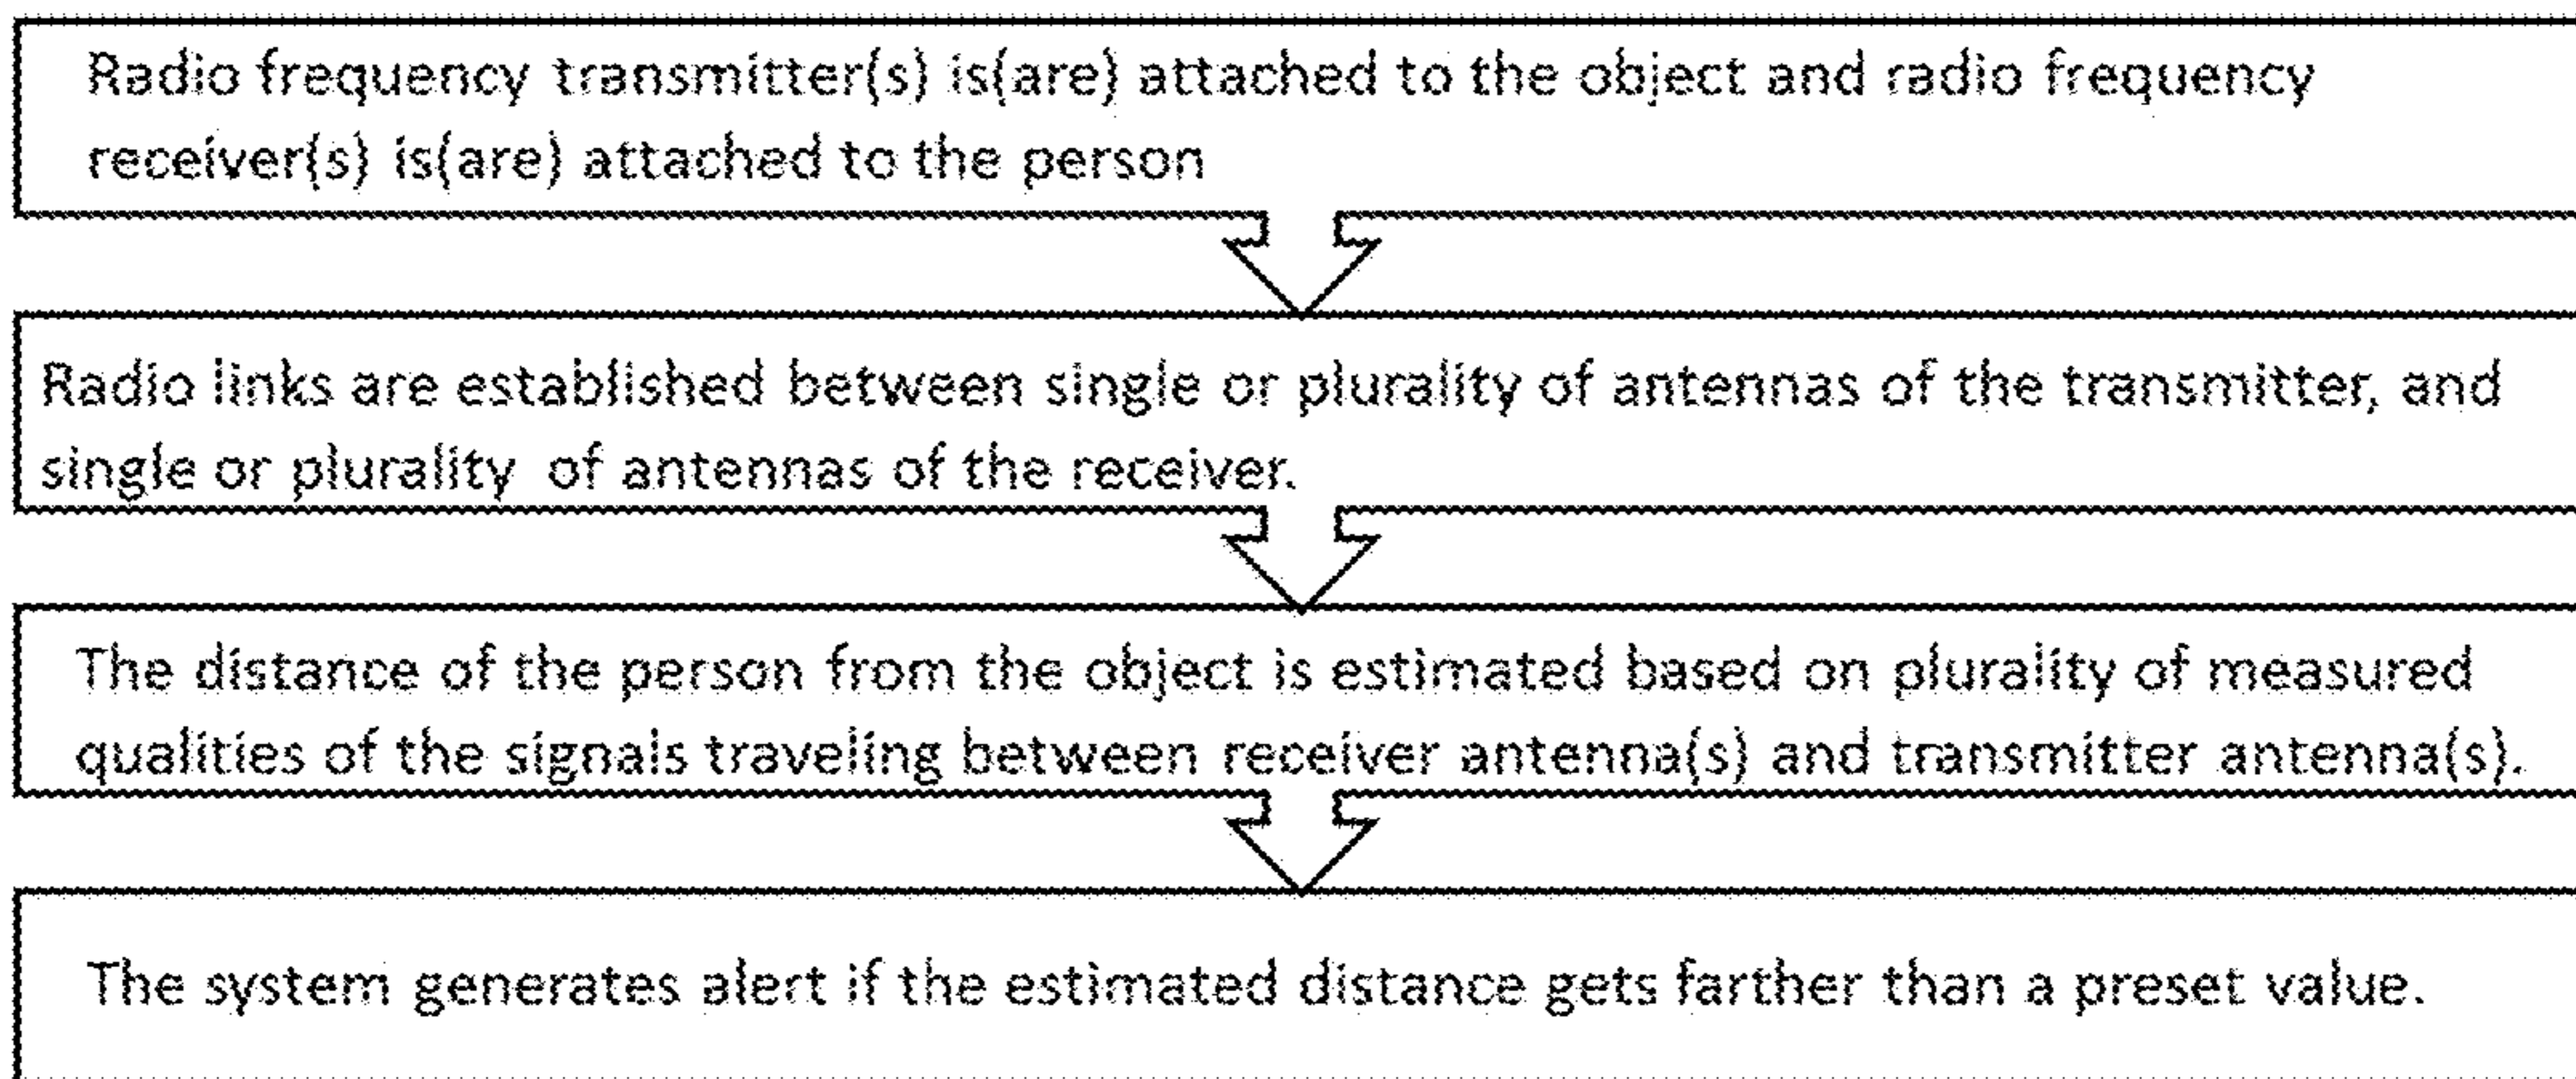 Radio frequency transmitter(s) is(are) attached to the object and radio frequency
receiver(s) is(are) attached to the person
Radio links are established between single or plurality of antennas of the transmitter, and
single or plurality of antennas of the receiver.
The distance of the person from the object is estimated based on plurality of measured
qualities of the signals traveling between receiver antenna(s) and transmitter antenna(s).
The system generates alert if the estimated distance gets farther than a preset value.